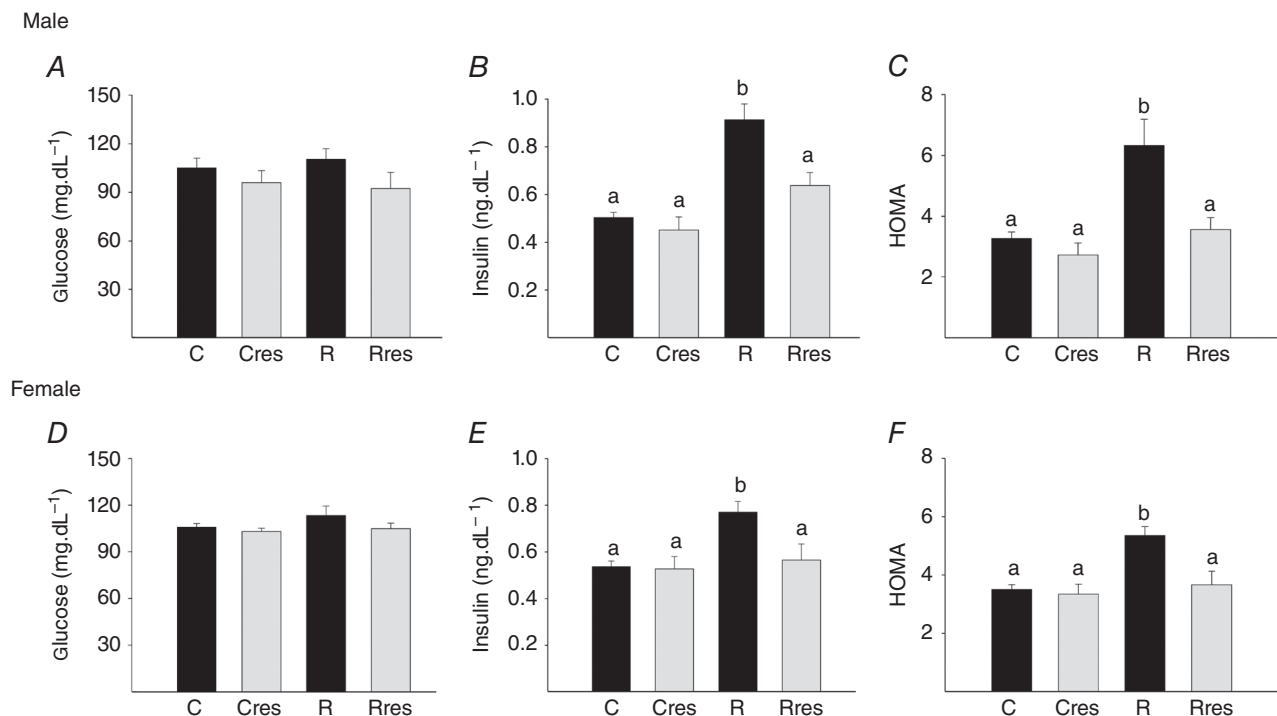 Male
A
Glucose (mg.dL⁻¹)
150
120
90
60
30
C Cres R Rres
B
Insulin (ng.dL⁻¹)
1.0
0.8
0.6
0.4
0.2
a a b a
C Cres R Rres
C
HOMA
8
6
4
2
a a b a
C Cres R Rres
Female
D
Glucose (mg.dL⁻¹)
150
120
90
60
30
C Cres R Rres
E
Insulin (ng.dL⁻¹)
1.0
0.8
0.6
0.4
0.2
a a b a
C Cres R Rres
F
HOMA
8
6
4
2
a a b a
C Cres R Rres